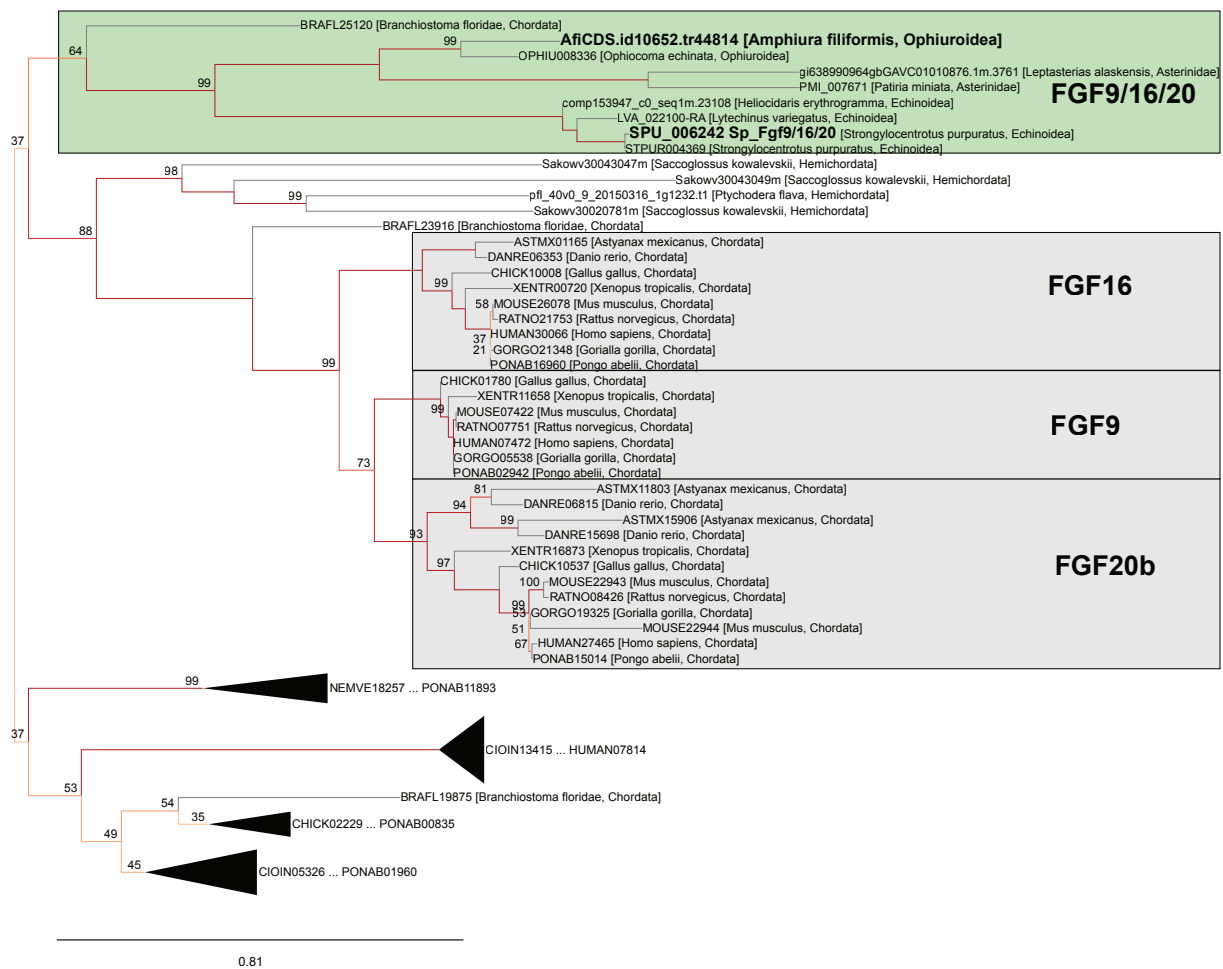 BRAFL25120 [Branchiostoma floridae, Chordata]
64
99
AfiCDS.id10652.tr44814 [Amphiura filiformis, Ophiuroidea]
OPHIU008336 [Ophiocoma echinata, Ophiuroidea]
gi638990964gbGAVC01010876.1m.3761 [Leptasterias alaskensis, Asterinidae]
99
PMI_007671 [Patiria miniata, Asterinidae]
FGF9/16/20
comp153947_c0_seq1m.23108 [Heliocidaris erythrogramma, Echinoidea]
LVA_022100-RA [Lytechinus variegatus, Echinoidea]
SPU_006242 Sp_Fgf9/16/20 [Strongylocentrotus purpuratus, Echinoidea]
37
STPUR004369 [Strongylocentrotus purpuratus, Echinoidea]
98
Sakowv30043047m [Saccoglossus kowalevskii, Hemichordata]
Sakowv30043049m [Saccoglossus kowalevskii, Hemichordata]
99
pfl_40v0_9_20150316_1g1232.t1 [Ptychodera flava, Hemichordata]
Sakowv30020781m [Saccoglossus kowalevskii, Hemichordata]
88
BRAFL23916 [Branchiostoma floridae, Chordata]
ASTMX01165 [Astyanax mexicanus, Chordata]
DANRE06353 [Danio rerio, Chordata]
CHICK10008 [Gallus gallus, Chordata]
99
FGF16
XENTR00720 [Xenopus tropicalis, Chordata]
58
MOUSE26078 [Mus musculus, Chordata]
RATNO21753 [Rattus norvegicus, Chordata]
HUMAN30066 [Homo sapiens, Chordata]
37
21
GORGO21348 [Gorialla gorilla, Chordata]
99
PONAB16960 [Pongo abelii, Chordata]
CHICK01780 [Gallus gallus, Chordata]
XENTR11658 [Xenopus tropicalis, Chordata]
99
MOUSE07422 [Mus musculus, Chordata]
FGF9
RATNO07751 [Rattus norvegicus, Chordata]
HUMAN07472 [Homo sapiens, Chordata]
GORGO05538 [Gorialla gorilla, Chordata]
73
PONAB02942 [Pongo abelii, Chordata]
81
ASTMX11803 [Astyanax mexicanus, Chordata]
94
DANRE06815 [Danio rerio, Chordata]
99
ASTMX15906 [Astyanax mexicanus, Chordata]
93
DANRE15698 [Danio rerio, Chordata]
XENTR16873 [Xenopus tropicalis, Chordata]
97
CHICK10537 [Gallus gallus, Chordata]
FGF20b
100
MOUSE22943 [Mus musculus, Chordata]
RATNO08426 [Rattus norvegicus, Chordata]
99
53
GORGO19325 [Gorialla gorilla, Chordata]
51
MOUSE22944 [Mus musculus, Chordata]
67
HUMAN27465 [Homo sapiens, Chordata]
PONAB15014 [Pongo abelii, Chordata]
99
NEMVE18257 ... PONAB11893
37
CIOIN13415 ... HUMAN07814
53
BRAFL19875 [Branchiostoma floridae, Chordata]
54
35
CHICK02229 ... PONAB00835
49
45
CIOIN05326 ... PONAB01960
0.81